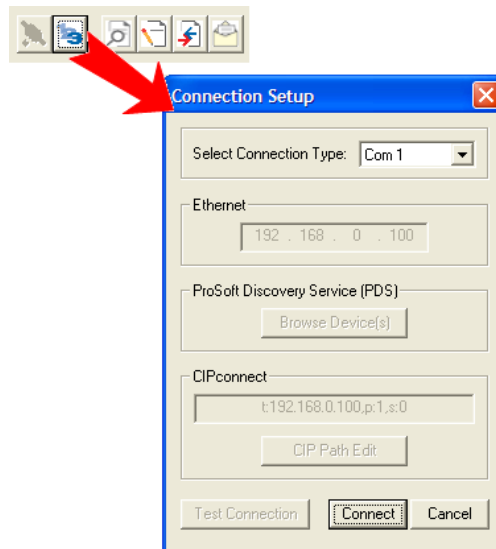 Connection Setup
Select Connection Type: Com 1
Ethernet
192 . 168 . 0 . 100
ProSoft Discovery Service (PDS)
Browse Device(s)
CIPconnect
t:192.168.0.100,p:1,s:0
CIP Path Edit
Test Connection Connect Cancel